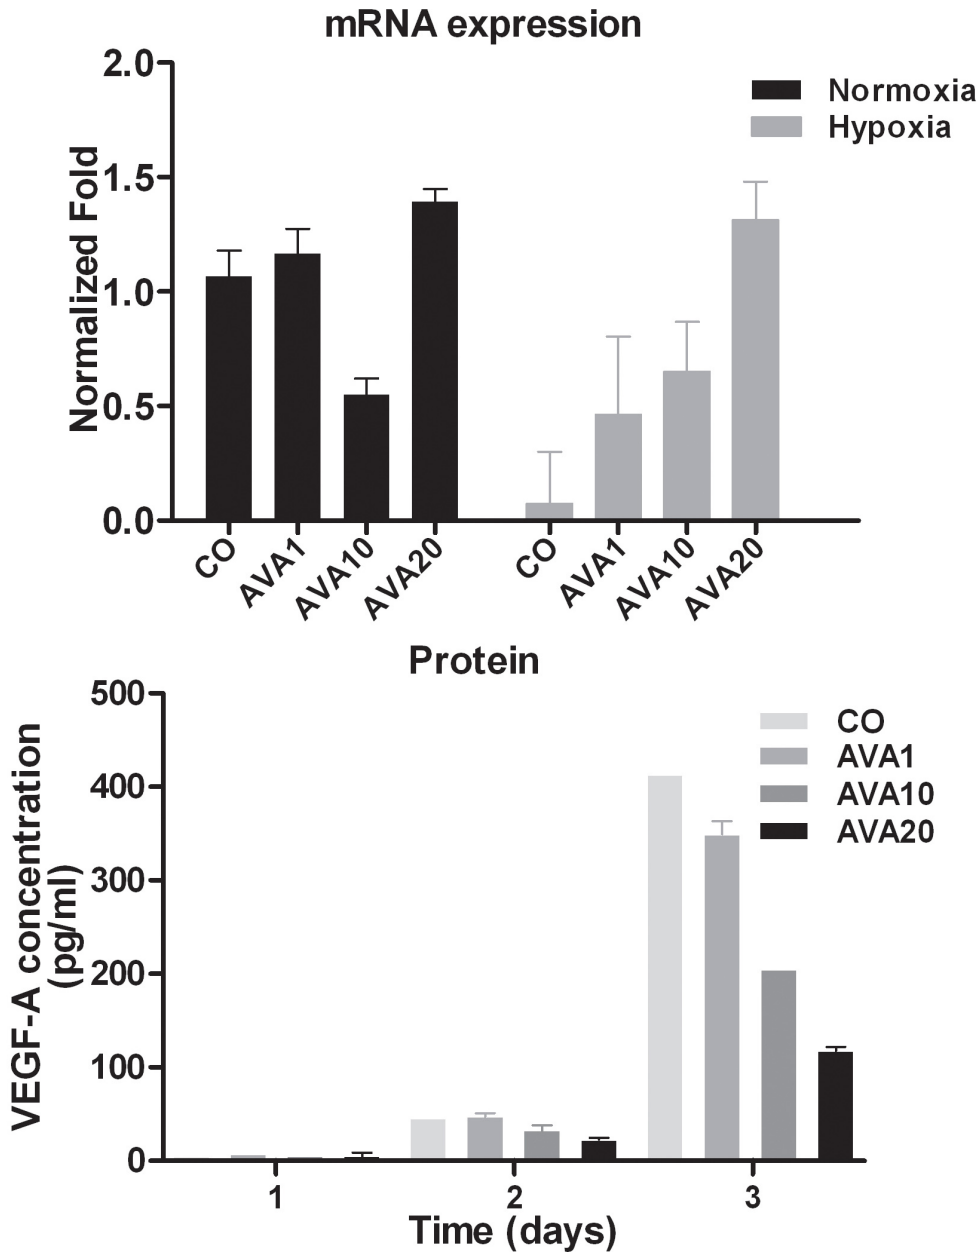 mRNA expression
Normalized Fold
2.0
1.5
1.0
0.5
0.0
Normoxia
Hypoxia
CO
AVA1
AVA10
AVA20
CO
AVA1
AVA10
AVA20
Protein
VEGF-A concentration
(pg/ml)
500
400
300
200
100
0
CO
AVA1
AVA10
AVA20
1
2
3
Time (days)